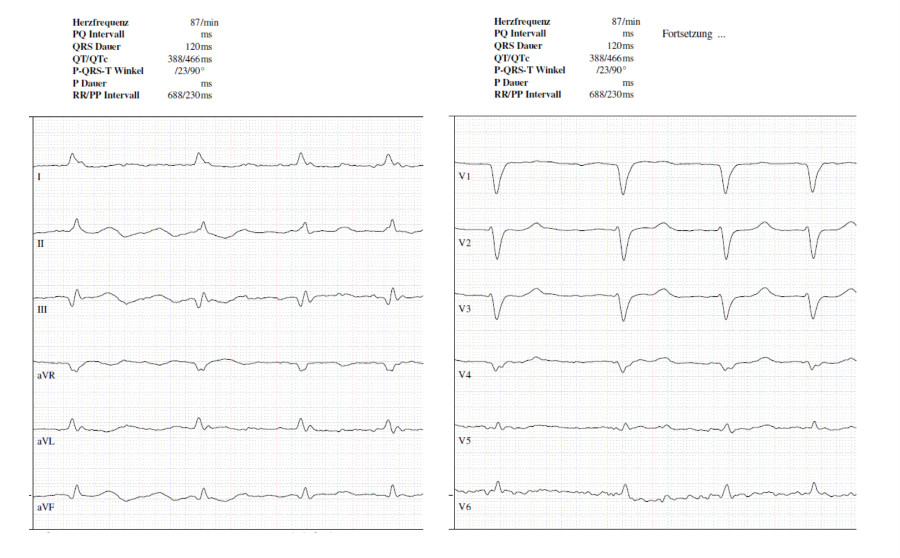 Herzfrequenz 87/min
PQ Intervall ms
QRS Dauer 120ms
QT/QTc 388/466ms
P-QRS-T Winkel /23/90°
P Dauer ms
RR/PP Intervall 688/230ms
I
II
III
aVR
aVL
aVF
Herzfrequenz 87/min
PQ Intervall ms Fortsetzung ...
QRS Dauer 120ms
QT/QTc 388/466ms
P-QRS-T Winkel /23/90°
P Dauer ms
RR/PP Intervall 688/230ms
V1
V2
V3
V4
V5
V6